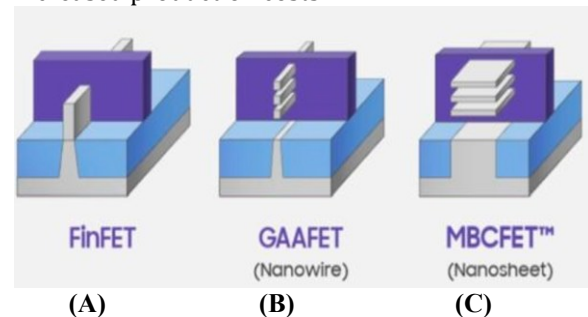 FinFET GAAFET MBCFET™
(Nanowire) (Nanosheet)
(A) (B) (C)